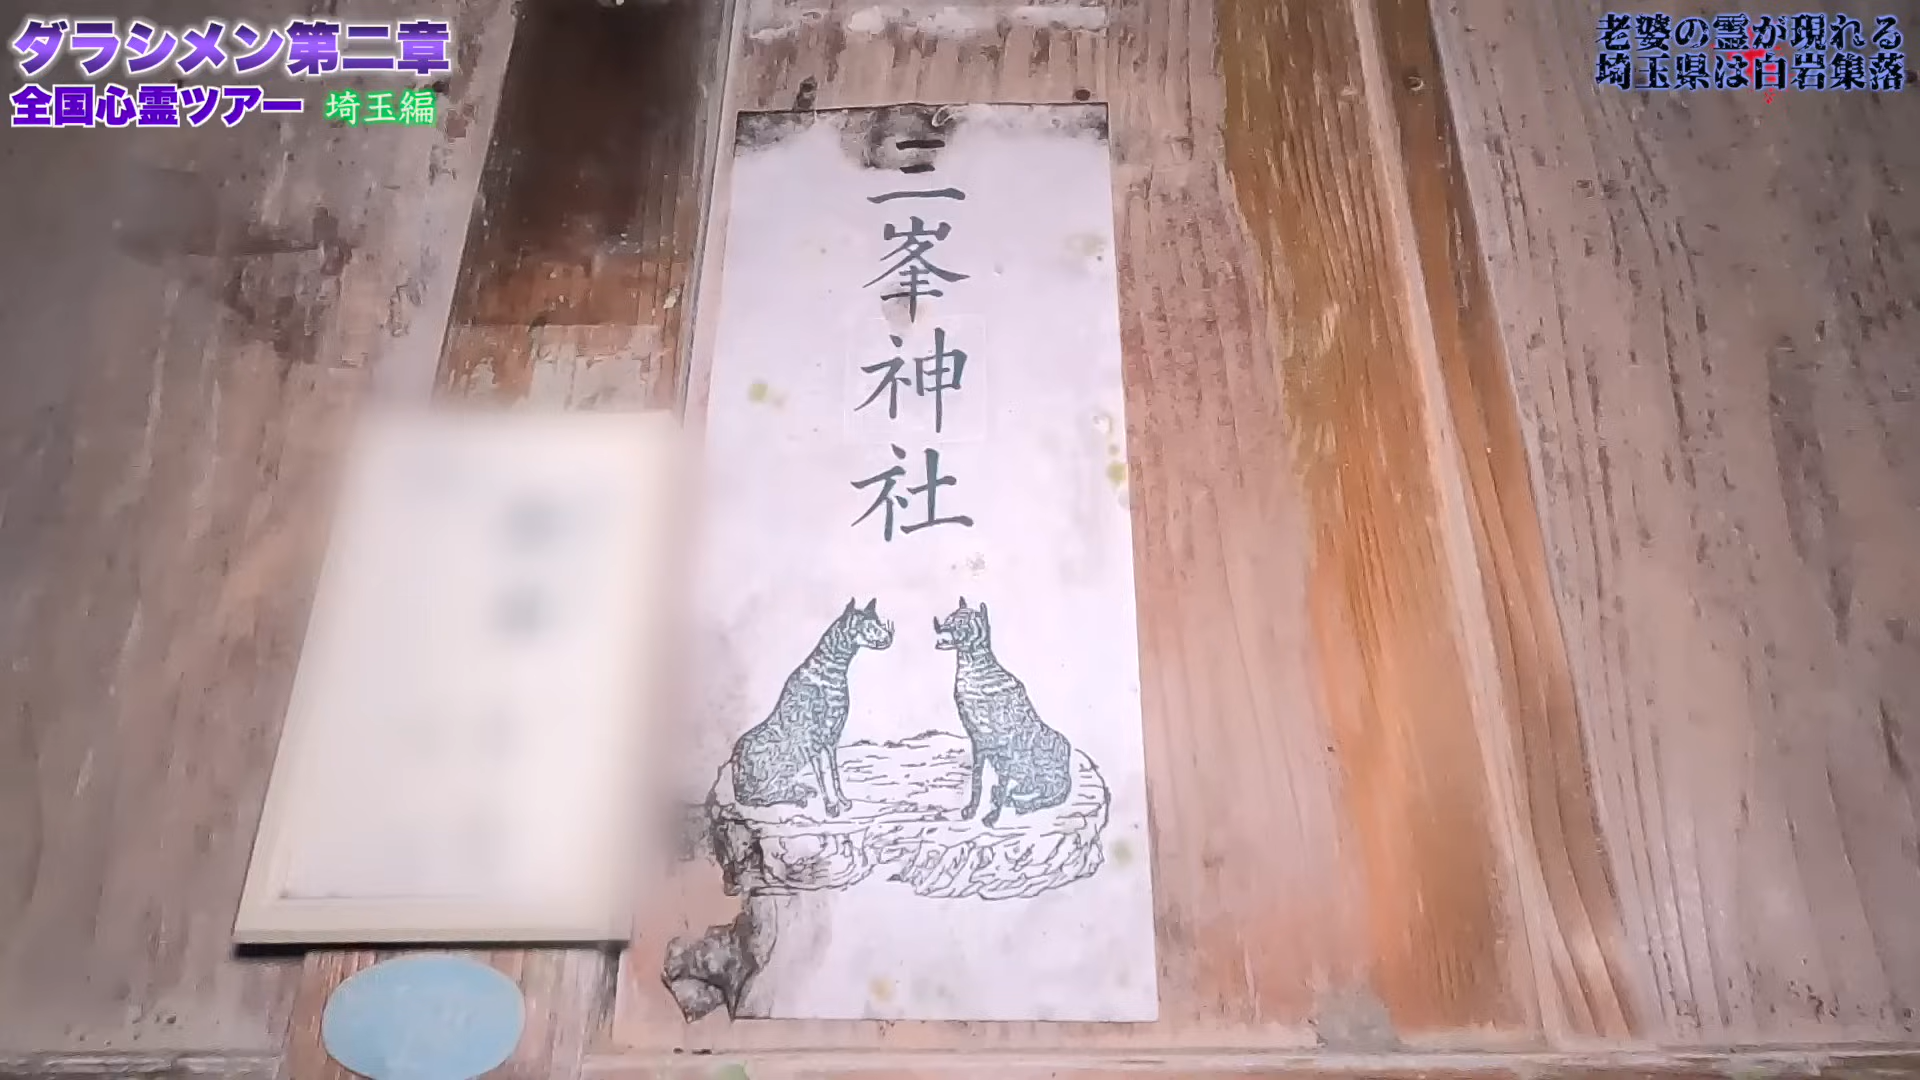 ダラシメン第二章
全国心霊ツアー 埼玉編
老婆の霊が現れる
埼玉県は白岩集落
三峯神社